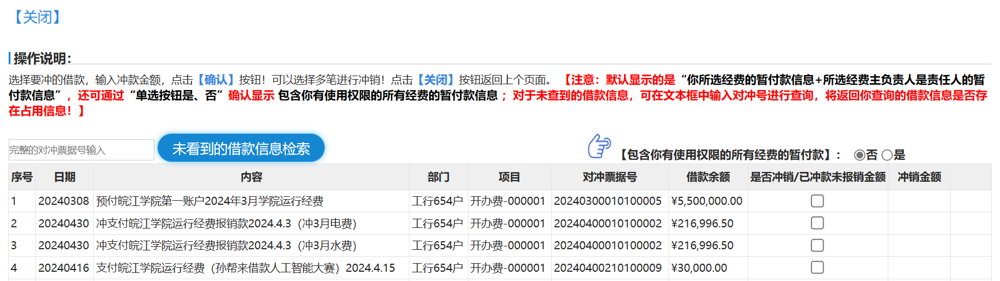 【关闭】
操作说明：
选择要冲的借款，输入冲款金额，点击【确认】按钮！可以选择多笔进行冲销！点击【关闭】按钮返回上个页面。 【注意：默认显示的是“你所选经费的暂付款信息+所选经费主负责人是责任人的暂
付款信息”，还可通过“单选按钮是、否”确认显示 包含你有使用权限的所有经费的暂付款信息；对于未查到的借款信息，可在文本框中输入对冲号进行查询，将返回你查询的借款信息是否存
在占用信息！】
完整的对冲票据号输入 未看到的借款信息检索 【包含你有使用权限的所有经费的暂付款】： 否 是
序号 日期 内容 部门 项目 对冲票据号 借款余额 是否冲销/已冲款未报销金额 冲销金额
1 20240308 预付皖江学院第一账户2024年3月学院运行经费 工行654户 开办费-000001 20240300010100005 ¥5,500,000.00
2 20240430 冲支付皖江学院运行经费报销款2024.4.3（冲3月电费） 工行654户 开办费-000001 20240400010100002 ¥216,996.50
3 20240430 冲支付皖江学院运行经费报销款2024.4.3（冲3月水费） 工行654户 开办费-000001 20240400010100002 ¥216,996.50
4 20240416 支付皖江学院运行经费（孙帮来借款人工智能大赛）2024.4.15 工行654户 开办费-000001 20240400210100009 ¥30,000.00